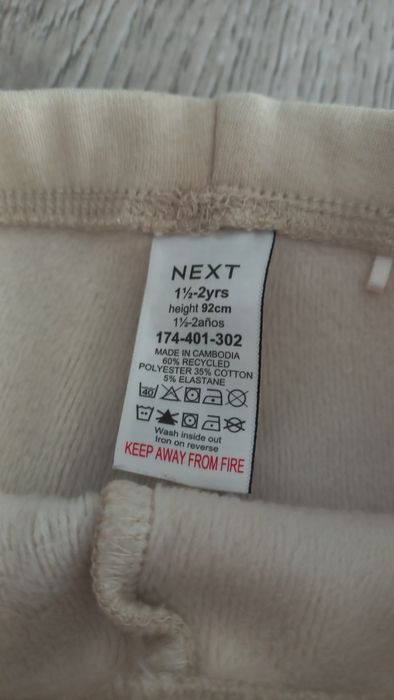 NEXT
1½-2yrs
height 92cm
1½-2años
174-401-302
MADE IN CAMBODIA
60% RECYCLED
POLYESTER 35% COTTON
5% ELASTANE
40
Wash inside out
Iron on reverse
KEEP AWAY FROM FIRE